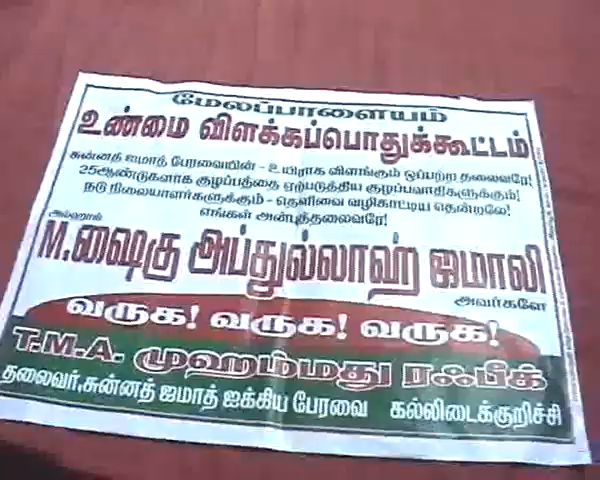 மேலப்பாளையம்
உண்மை விளக்கப்பொதுக்கூட்டம்
சுன்னத் ஜமாத் பேரவையின் - உயிராக விளங்கும் ஒப்பற்ற தலைவரே!
25ஆண்டுகளாக குழப்பத்தை ஏற்படுத்திய குழப்பவாதிகளுக்கும்!
நடு நிலையாளர்களுக்கும் - தெளிவை வழிகாட்டிய தென்றலே!
எங்கள் அன்புத்தலைவரே!
அல்ஹாஜ்
M.ஷைகு அப்துல்லாஹ் ஜமாலி
அவர்களே
வருக! வருக! வருக!
T.M.A. முஹம்மது ரஃபீக்
தலைவர்,சுன்னத் ஜமாத் ஐக்கிய பேரவை கல்லிடைக்குறிச்சி